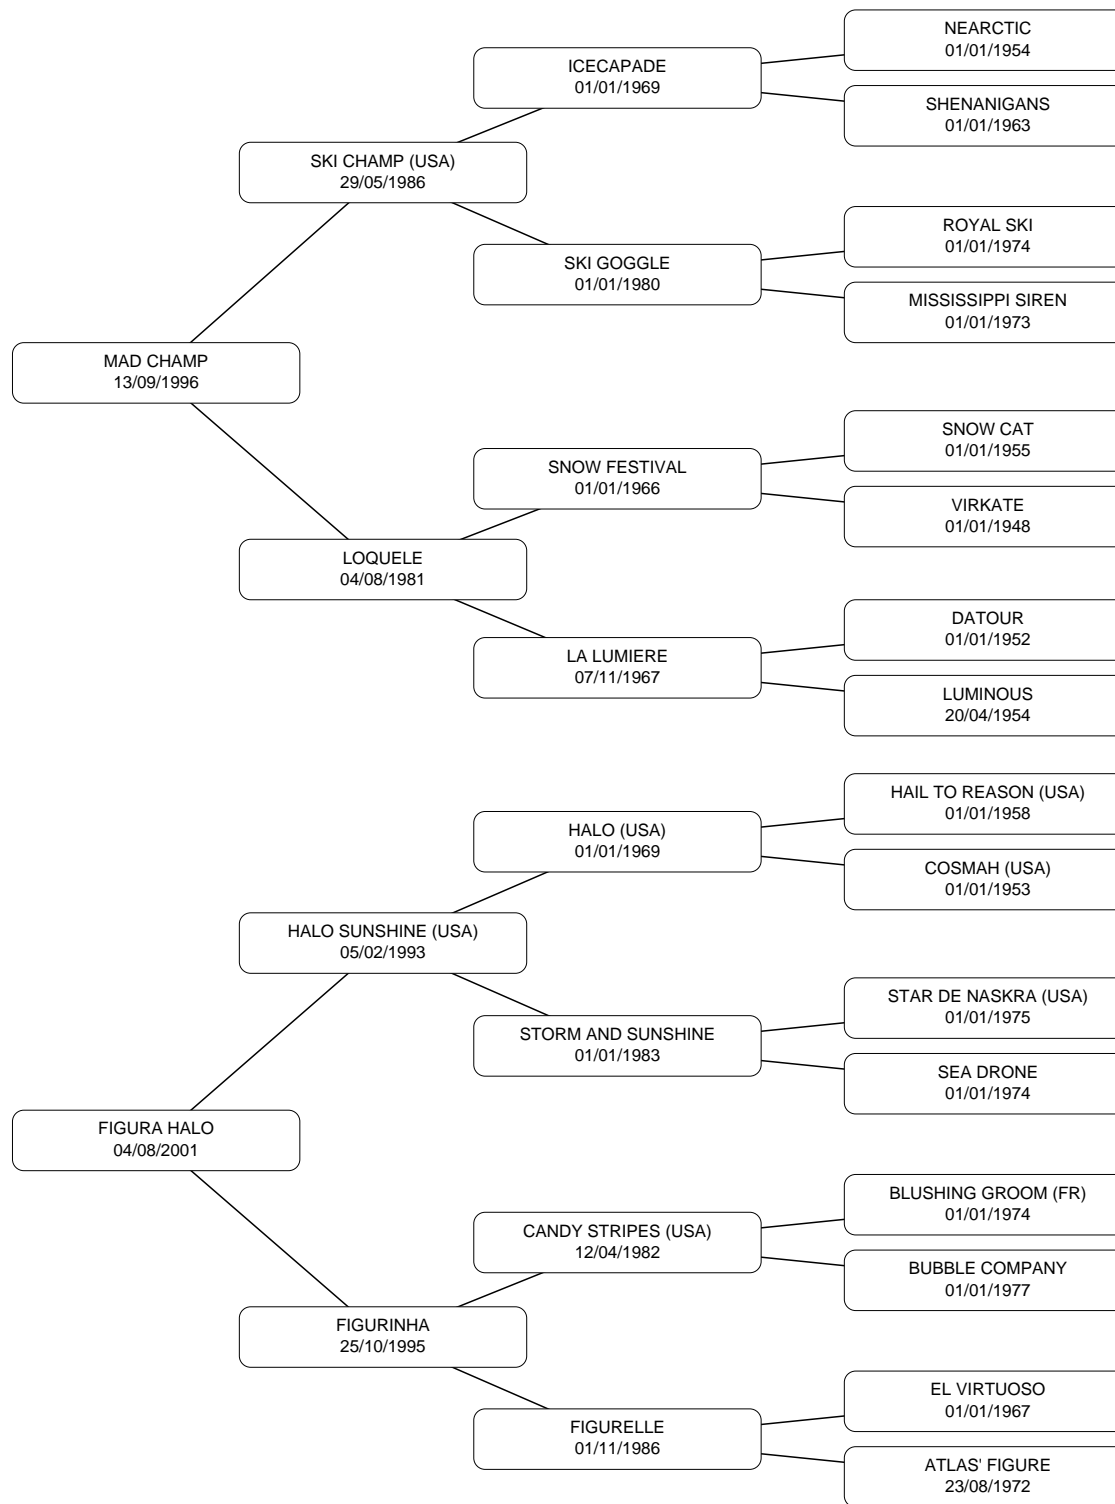 NEARCTIC
01/01/1954
ICECAPADE
01/01/1969
SHENANIGANS
01/01/1963
SKI CHAMP (USA)
29/05/1986
ROYAL SKI
01/01/1974
SKI GOGGLE
01/01/1980
MISSISSIPPI SIREN
01/01/1973
MAD CHAMP
13/09/1996
SNOW CAT
01/01/1955
SNOW FESTIVAL
01/01/1966
VIRKATE
01/01/1948
LOQUELE
04/08/1981
DATOUR
01/01/1952
LA LUMIERE
07/11/1967
LUMINOUS
20/04/1954
HAIL TO REASON (USA)
01/01/1958
HALO (USA)
01/01/1969
COSMAH (USA)
01/01/1953
HALO SUNSHINE (USA)
05/02/1993
STAR DE NASKRA (USA)
01/01/1975
STORM AND SUNSHINE
01/01/1983
SEA DRONE
01/01/1974
FIGURA HALO
04/08/2001
BLUSHING GROOM (FR)
01/01/1974
CANDY STRIPES (USA)
12/04/1982
BUBBLE COMPANY
01/01/1977
FIGURINHA
25/10/1995
EL VIRTUOSO
01/01/1967
FIGURELLE
01/11/1986
ATLAS' FIGURE
23/08/1972